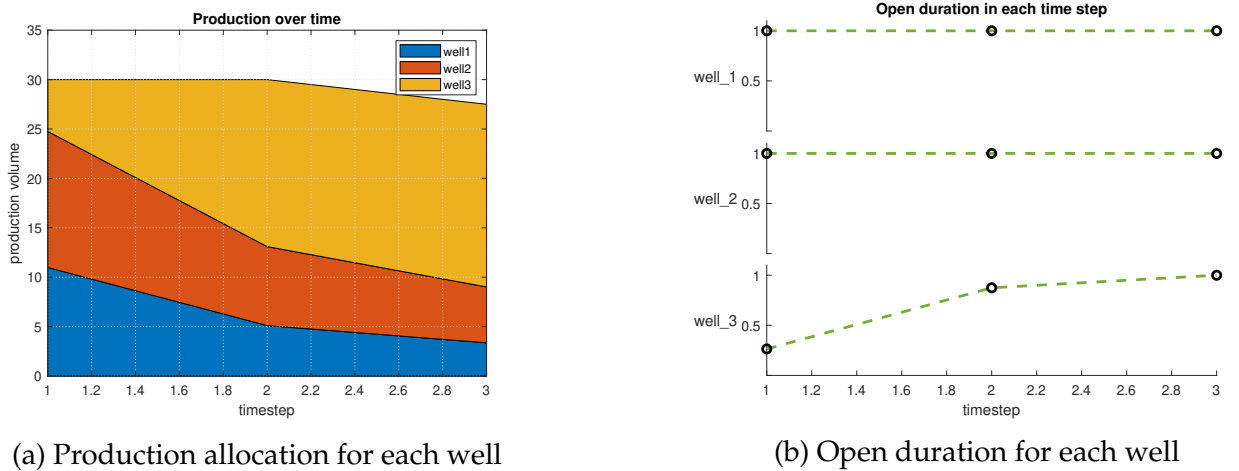 Production over time
35
30
25
20
15
10
5
0
production volume
well1
well2
well3
1 1.2 1.4 1.6 1.8 2 2.2 2.4 2.6 2.8 3
timestep
(a) Production allocation for each well
Open duration in each time step
1
well_1 0.5
1
well_2 0.5
1
well_3 0.5
1 1.2 1.4 1.6 1.8 2 2.2 2.4 2.6 2.8 3
timestep
(b) Open duration for each well